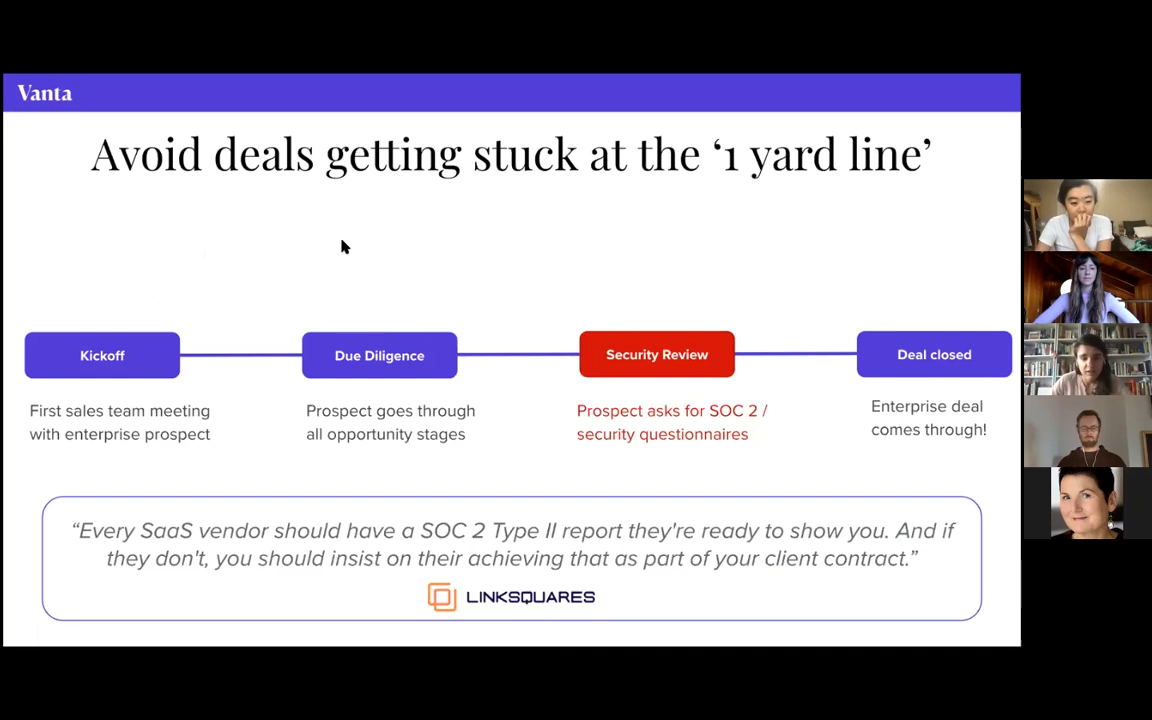 Vanta
Avoid deals getting stuck at the ‘1 yard line’
Kickoff
First sales team meeting
with enterprise prospect
Due Diligence
Prospect goes through
all opportunity stages
Security Review
Prospect asks for SOC 2 /
security questionnaires
Deal closed
Enterprise deal
comes through!
“Every SaaS vendor should have a SOC 2 Type II report they're ready to show you. And if
they don't, you should insist on their achieving that as part of your client contract.”
LINKSQUARES